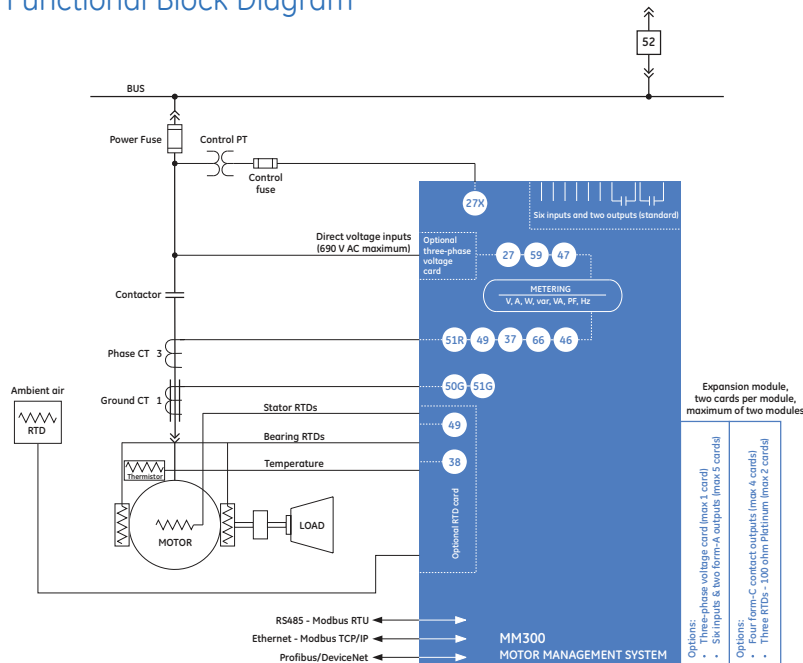 Functional Block Diagram
52
BUS
Power Fuse
Control PT
Control
fuse
27X
Six inputs and two outputs (standard)
Direct voltage inputs
(690 V AC maximum)
Optional
three-phase
voltage
card
27 59 47
METERING
V, A, W, var, VA, PF, Hz
Contactor
51R 49 37 66 46
Phase CT 3
50G 51G
Ground CT 1
Ambient air
RTD
Stator RTDs
49
Bearing RTDs
Temperature
38
Thermistor
Optional RTD card
MOTOR
LOAD
Expansion module,
two cards per module,
maximum of two modules
Options:
• Three-phase voltage card (max 1 card)
• Six inputs & two form-A outputs (max 5 cards)
Options:
• Four form-C contact outputs (max 4 cards)
• Three RTDs - 100 ohm Platinum (max 2 cards)
RS485 - Modbus RTU
Ethernet - Modbus TCP/IP
Profibus/DeviceNet
MM300
MOTOR MANAGEMENT SYSTEM